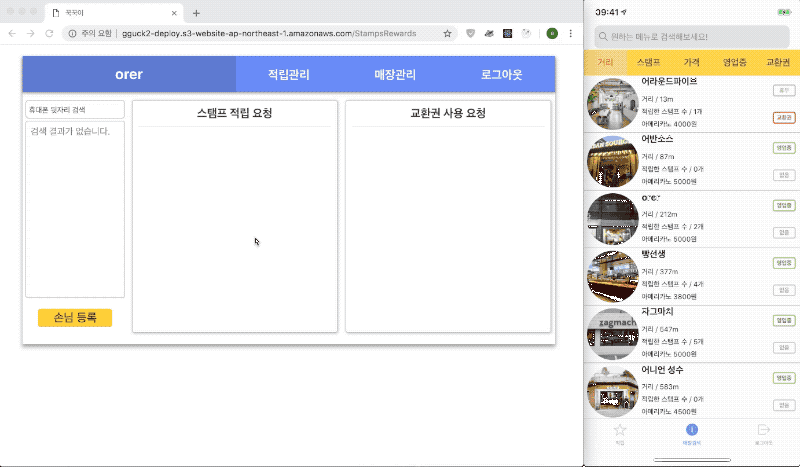 꾹꾹이
주의 요함
gguck2-deploy.s3-website-ap-northeast-1.amazonaws.com/StampsRewards
orer
적립관리
매장관리
로그아웃
휴대폰 뒷자리 검색
검색 결과가 없습니다.
손님 등록
스탬프 적립 요청
교환권 사용 요청
09:41
원하는 메뉴로 검색해보세요!
거리
스탬프
가격
영업중
교환권
어라운드파이브
거리 / 13m
적립한 스탬프 수 / 1개
아메리카노 4000원
휴무
교환권
어반소스
거리 / 87m
적립한 스탬프 수 / 0개
아메리카노 5000원
영업중
없음
거리 / 212m
적립한 스탬프 수 / 2개
아메리카노 5000원
영업중
없음
빵선생
거리 / 377m
적립한 스탬프 수 / 4개
아메리카노 3800원
영업중
없음
zagmach
자그마치
거리 / 547m
적립한 스탬프 수 / 5개
아메리카노 5000원
영업중
없음
어니언 성수
거리 / 583m
적립한 스탬프 수 / 0개
아메리카노 4500원
영업중
없음
매장검색
로그아웃